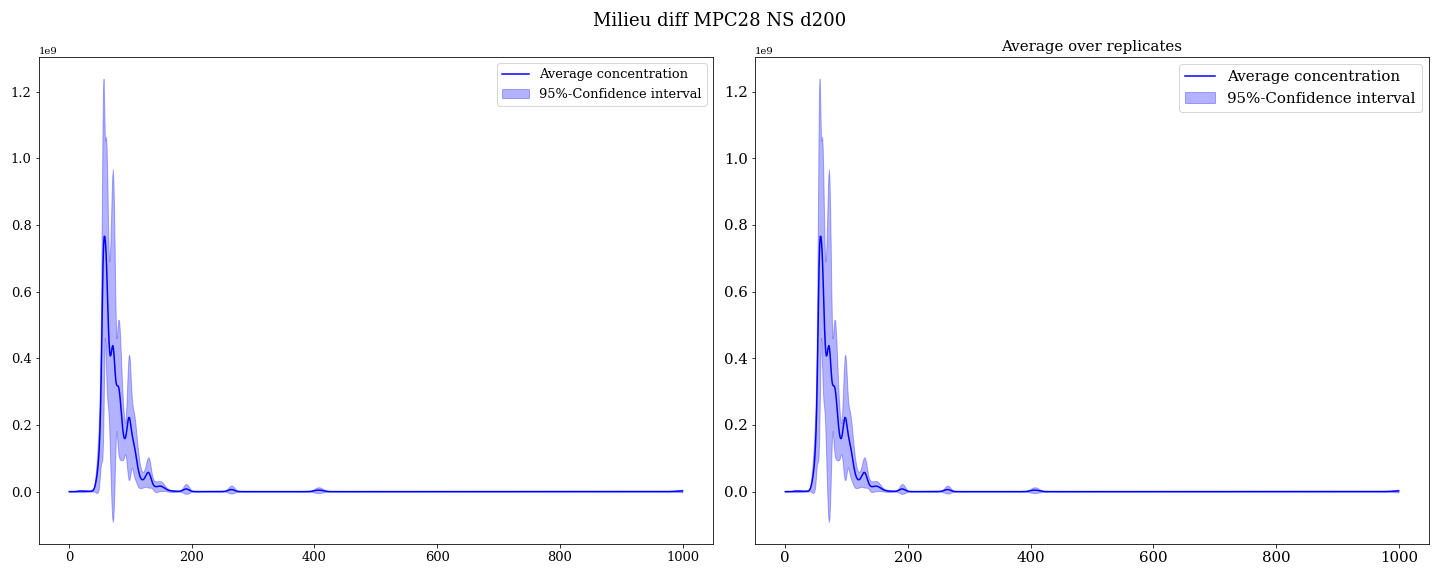 Milieu diff MPC28 NS d200
1e9
Average concentration
95%-Confidence interval
1.2
1.0
0.8
0.6
0.4
0.2
0.0
0 200 400 600 800 1000
Average over replicates
1e9
Average concentration
95%-Confidence interval
1.2
1.0
0.8
0.6
0.4
0.2
0.0
0 200 400 600 800 1000